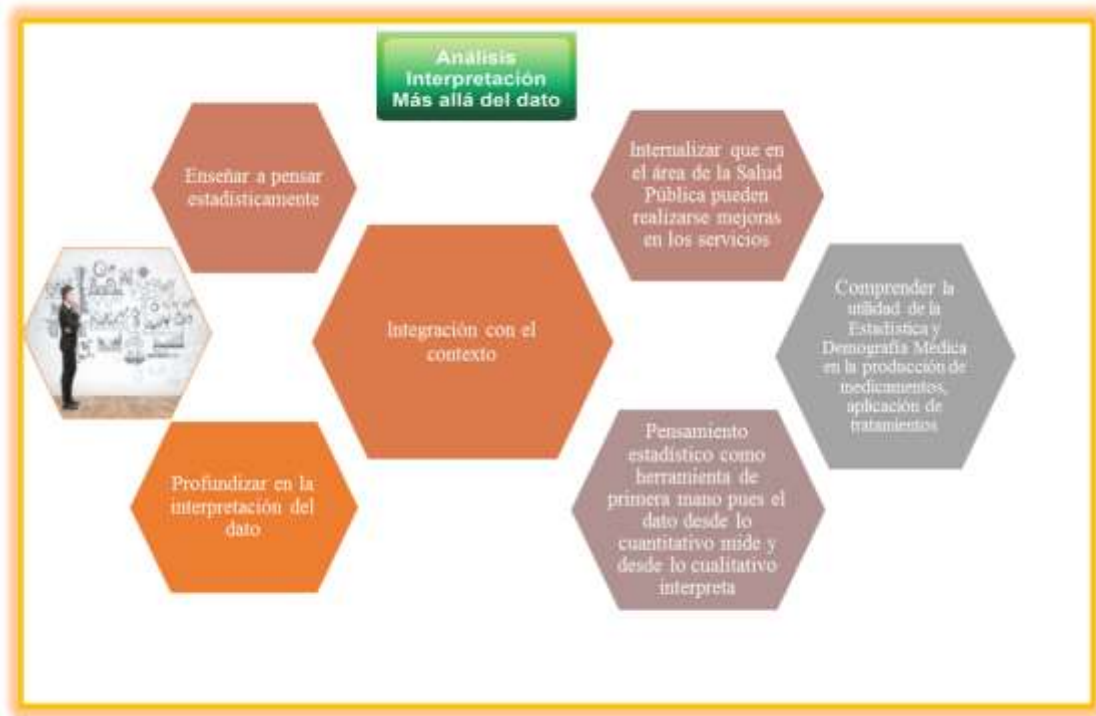 Análisis
Interpretación
Más allá del dato
Enseñar a pensar
estadísticamente
Internalizar que en
el área de la Salud
Pública pueden
realizarse mejoras
en los servicios
Integración con el
contexto
Comprender la
utilidad de la
Estadística y
Demografía Médica
en la producción de
medicamentos,
aplicación de
tratamientos
Profundizar en la
interpretación del
dato
Pensamiento
estadístico como
herramienta de
primera mano pues el
dato desde lo
cuantitativo mide y
desde lo cualitativo
interpreta